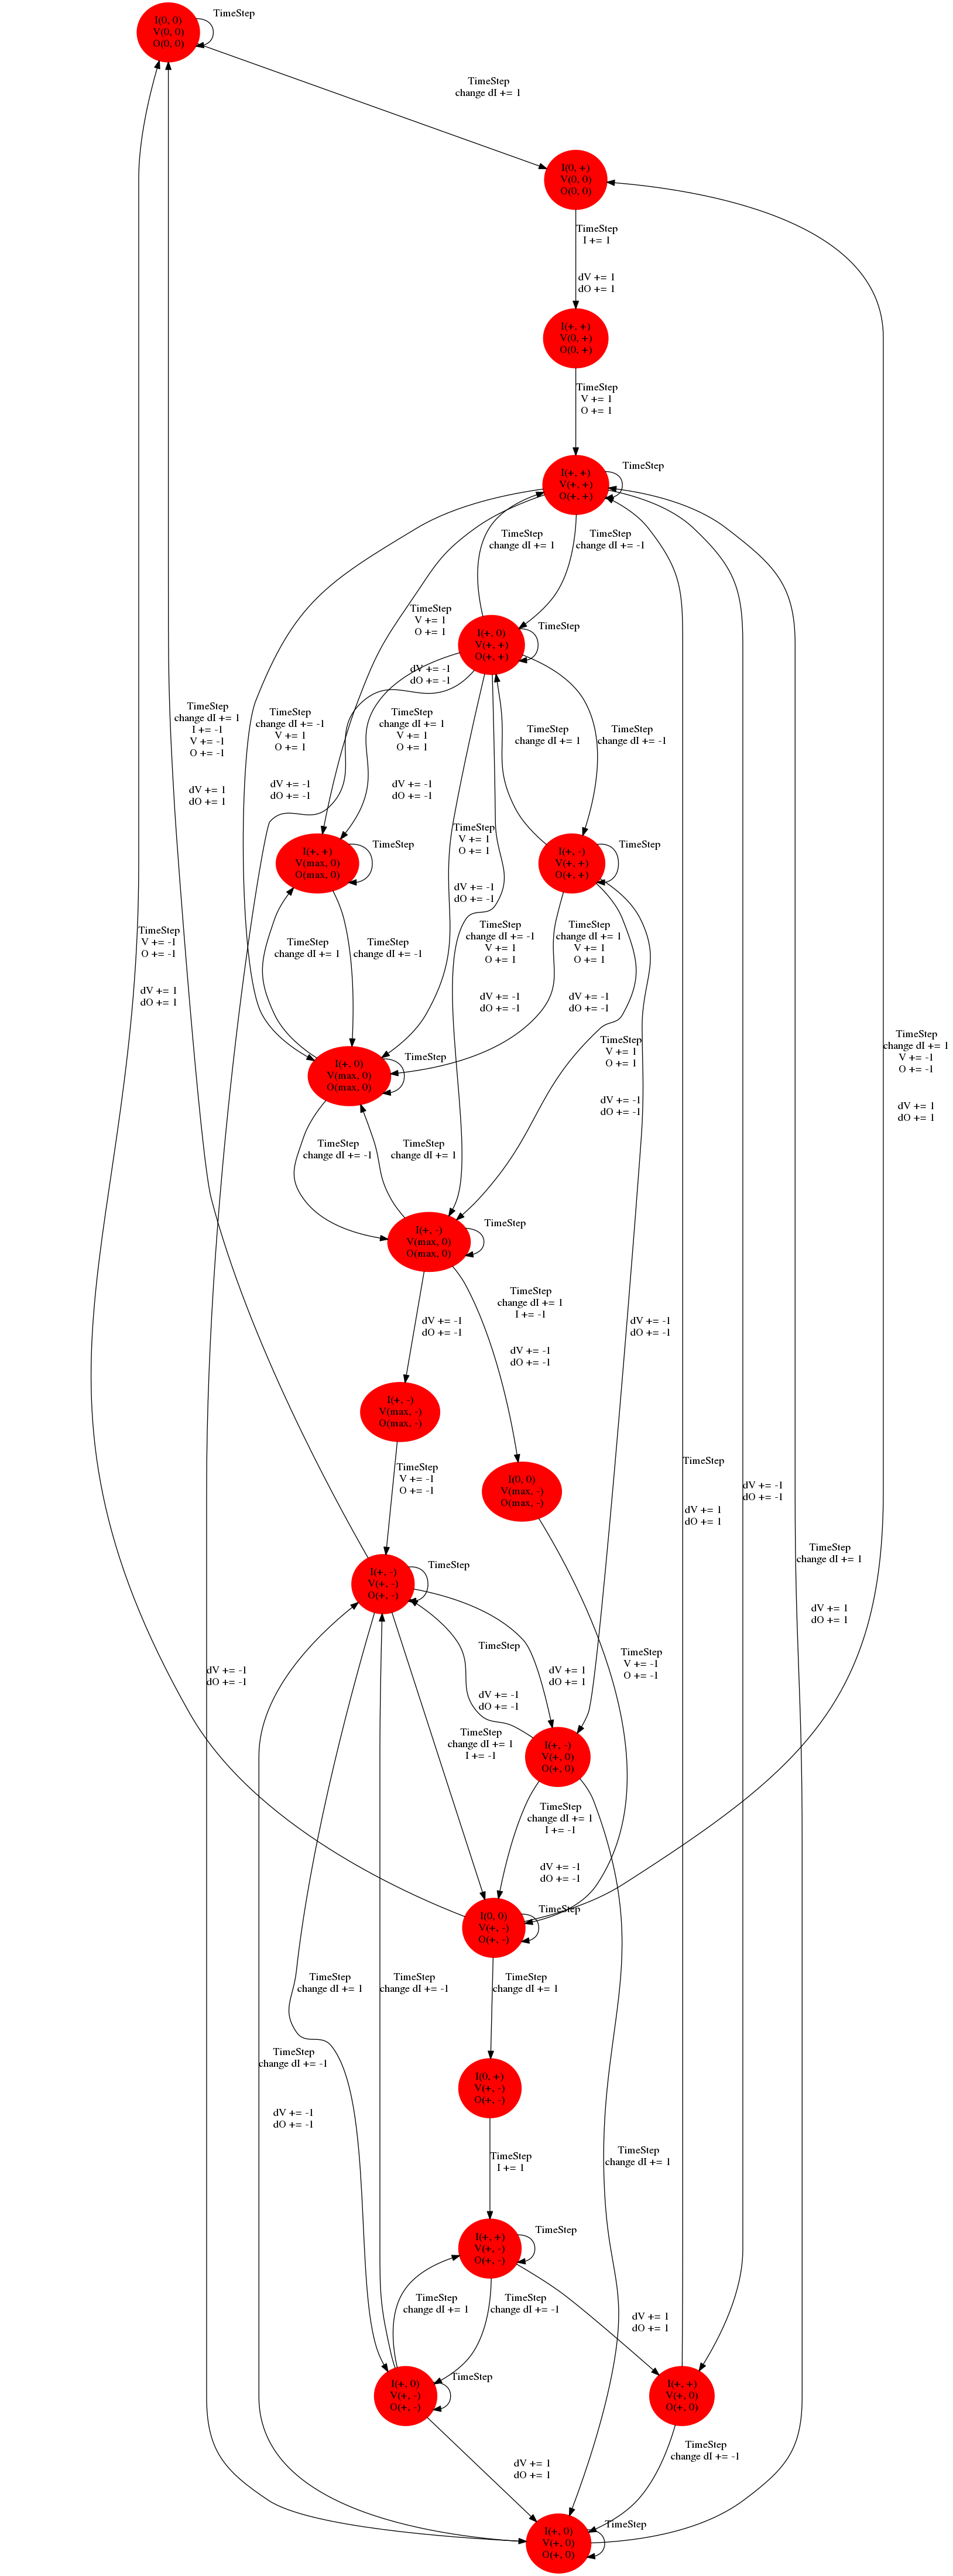 I(0, 0)
V(0, 0)
O(0, 0)
TimeStep
TimeStep
change dI += 1
I(0, +)
V(0, 0)
O(0, 0)
TimeStep
I += 1
dV += 1
dO += 1
I(+, +)
V(0, +)
O(0, +)
TimeStep
V += 1
O += 1
I(+, +)
V(+, +)
O(+, +)
TimeStep
TimeStep
change dI += 1
TimeStep
change dI += -1
TimeStep
V += 1
O += 1
dV += -1
dO += -1
I(+, 0)
V(+, +)
O(+, +)
TimeStep
TimeStep
change dI += 1
I += -1
V += -1
O += -1
dV += 1
dO += 1
TimeStep
change dI += -1
V += 1
O += 1
dV += -1
dO += -1
TimeStep
change dI += 1
V += 1
O += 1
dV += -1
dO += -1
TimeStep
change dI += 1
TimeStep
change dI += -1
TimeStep
V += 1
O += 1
dV += -1
dO += -1
I(+, +)
V(max, 0)
O(max, 0)
TimeStep
I(+, -)
V(+, +)
O(+, +)
TimeStep
TimeStep
V += -1
O += -1
dV += 1
dO += 1
TimeStep
change dI += 1
TimeStep
change dI += -1
TimeStep
change dI += -1
V += 1
O += 1
dV += -1
dO += -1
TimeStep
change dI += 1
V += 1
O += 1
dV += -1
dO += -1
I(+, 0)
V(max, 0)
O(max, 0)
TimeStep
TimeStep
V += 1
O += 1
dV += -1
dO += -1
TimeStep
change dI += 1
V += -1
O += -1
dV += 1
dO += 1
TimeStep
change dI += -1
TimeStep
change dI += 1
I(+, -)
V(max, 0)
O(max, 0)
TimeStep
dV += -1
dO += -1
TimeStep
change dI += 1
I += -1
dV += -1
dO += -1
dV += -1
dO += -1
I(+, -)
V(max, -)
O(max, -)
TimeStep
V += -1
O += -1
I(0, 0)
V(max, -)
O(max, -)
TimeStep
dV += 1
dO += 1
dV += -1
dO += -1
I(+, -)
V(+, -)
O(+, -)
TimeStep
TimeStep
change dI += 1
dV += 1
dO += 1
dV += -1
dO += -1
TimeStep
dV += -1
dO += -1
dV += 1
dO += 1
TimeStep
V += -1
O += -1
TimeStep
change dI += 1
I += -1
I(+, -)
V(+, 0)
O(+, 0)
TimeStep
change dI += 1
I += -1
dV += -1
dO += -1
I(0, 0)
V(+, -)
O(+, -)
TimeStep
TimeStep
change dI += 1
TimeStep
change dI += -1
TimeStep
change dI += 1
TimeStep
change dI += -1
dV += -1
dO += -1
I(0, +)
V(+, -)
O(+, -)
TimeStep
I += 1
TimeStep
change dI += 1
I(+, +)
V(+, -)
O(+, -)
TimeStep
TimeStep
change dI += 1
TimeStep
change dI += -1
dV += 1
dO += 1
I(+, 0)
V(+, -)
O(+, -)
TimeStep
I(+, +)
V(+, 0)
O(+, 0)
dV += 1
dO += 1
TimeStep
change dI += -1
I(+, 0)
V(+, 0)
O(+, 0)
TimeStep